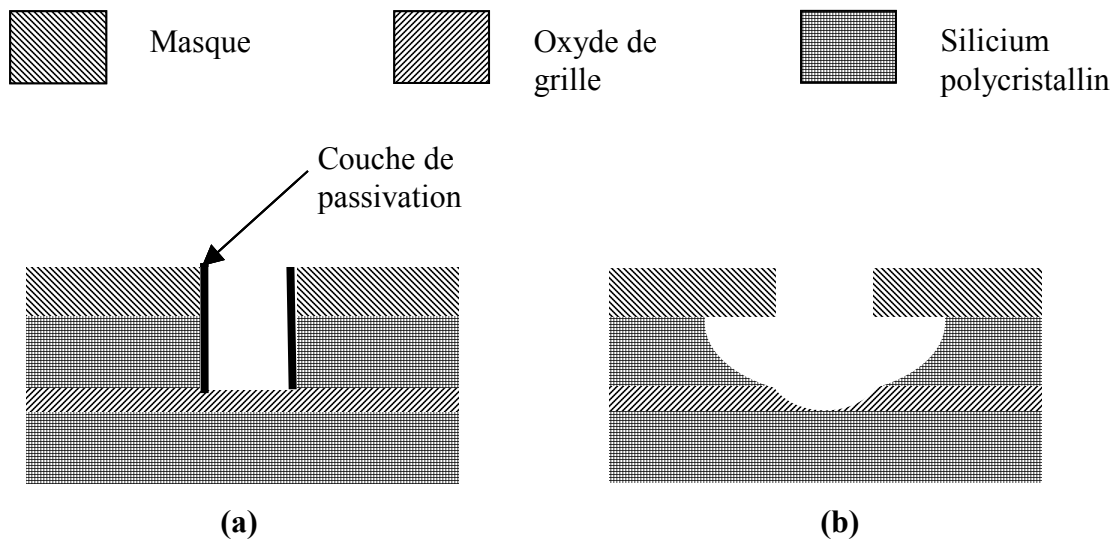 Masque
Oxyde de
grille
Silicium
polycristallin
Couche de
passivation
(a)
(b)